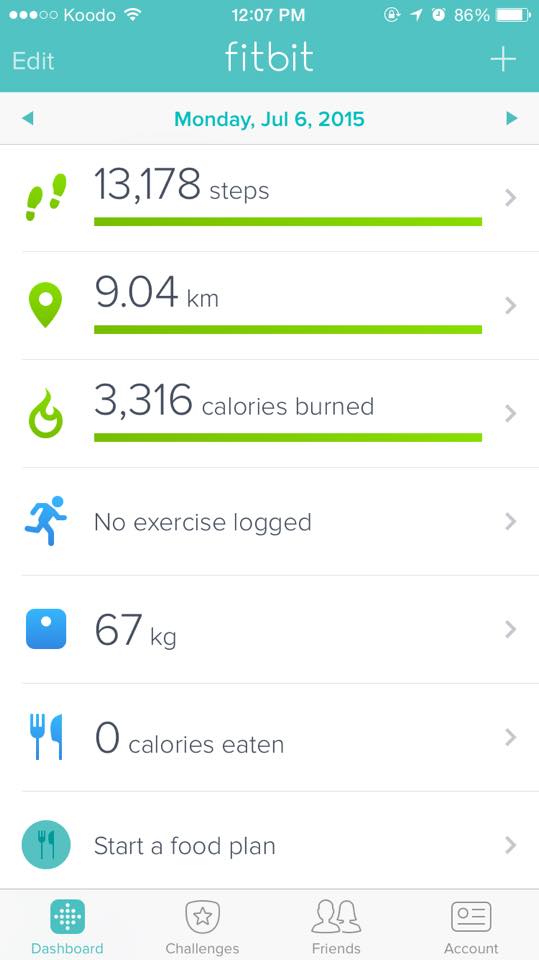 Koodo 12:07 PM 86%
Edit fitbit +
Monday, Jul 6, 2015
13,178 steps
9.04 km
3,316 calories burned
No exercise logged
67 kg
0 calories eaten
Start a food plan
Dashboard Challenges Friends Account